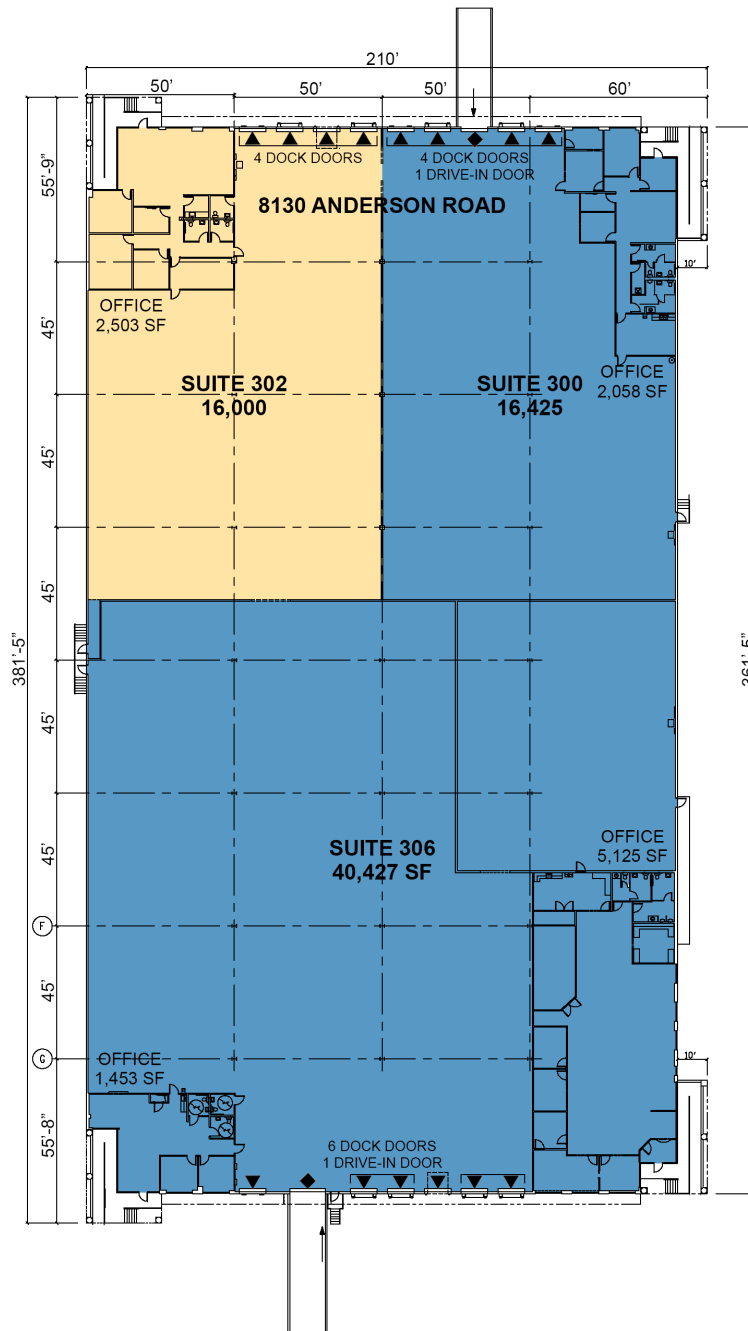 210'
50'
50'
50'
60'
4 DOCK DOORS
4 DOCK DOORS
1 DRIVE-IN DOOR
55'-9"
8130 ANDERSON ROAD
10'
OFFICE
2,503 SF
45'
SUITE 302
16,000
SUITE 300
16,425
OFFICE
2,058 SF
45'
45'
381'-5"
361'-5"
45'
45'
SUITE 306
40,427 SF
OFFICE
5,125 SF
F
45'
G
OFFICE
1,453 SF
10'
55'-8"
6 DOCK DOORS
1 DRIVE-IN DOOR